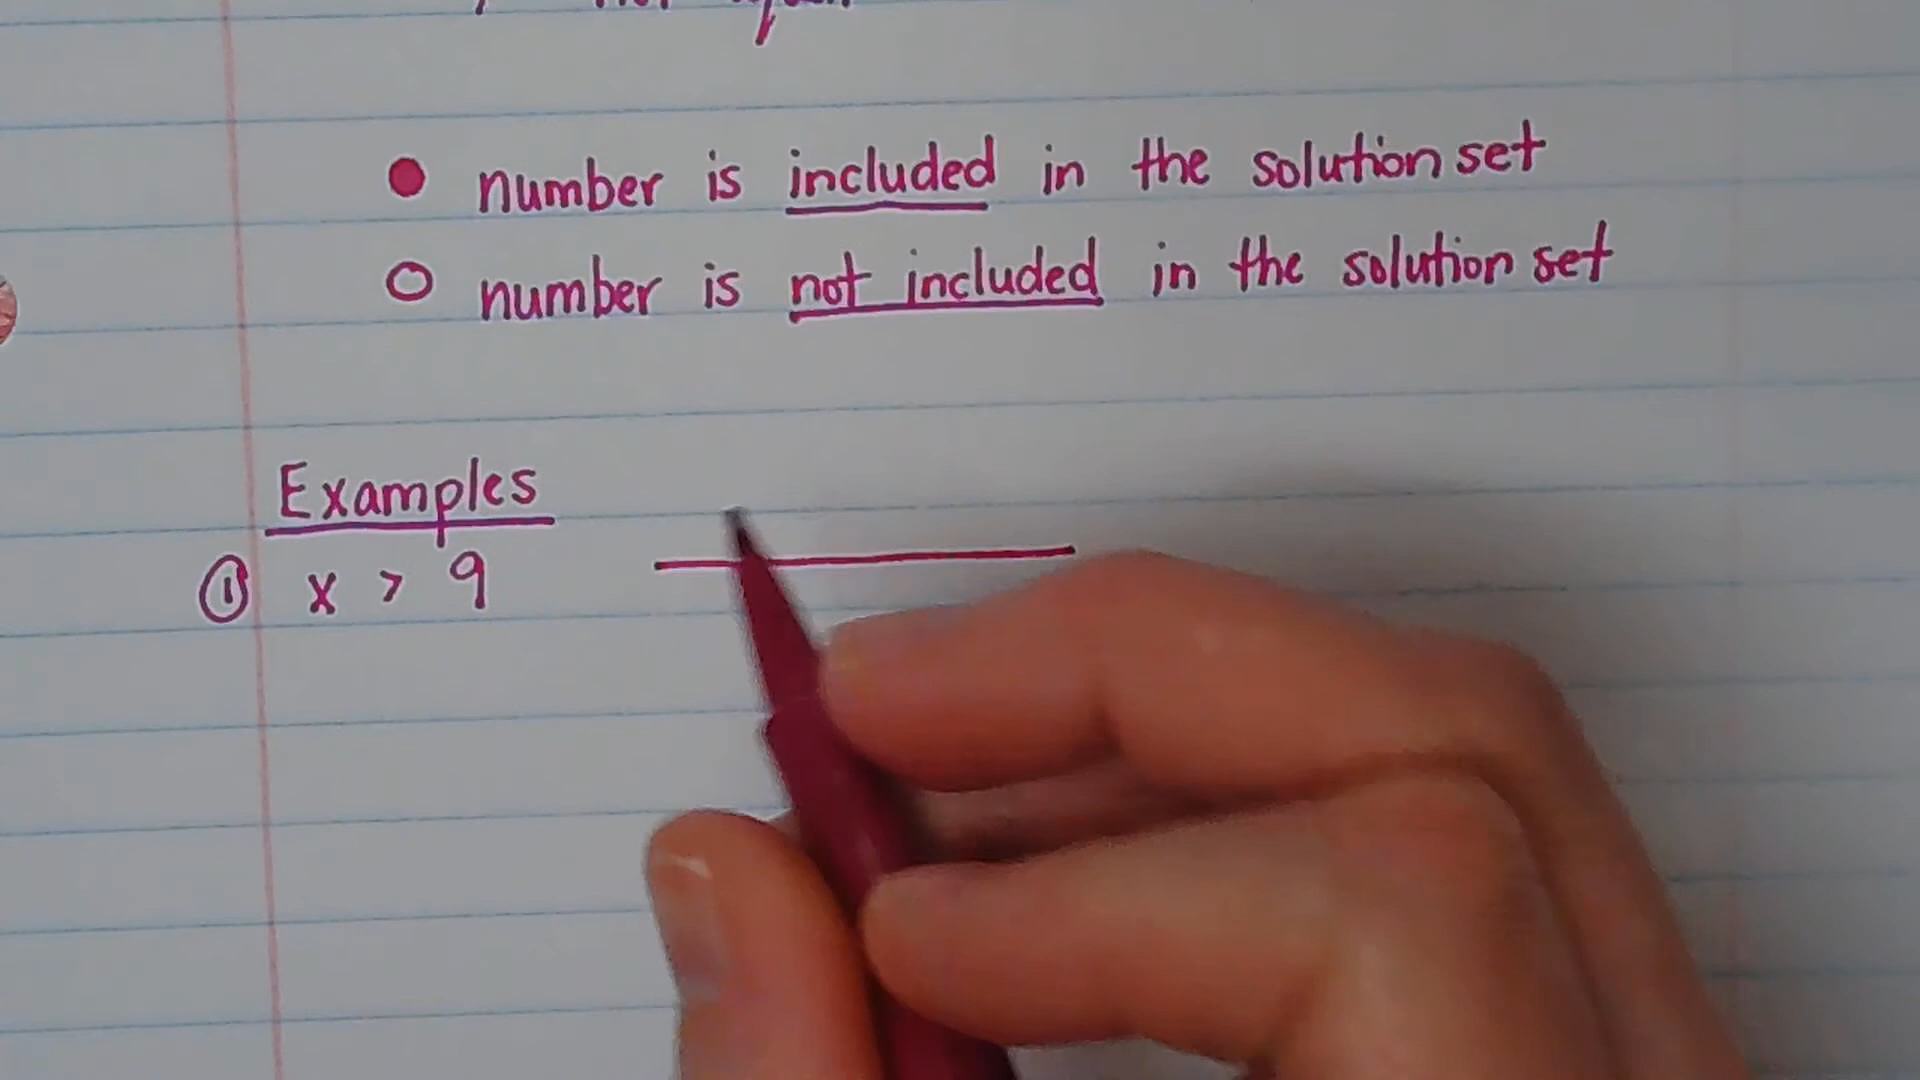 number is included in the solution set
number is not included in the solution set
Examples
① x > 9